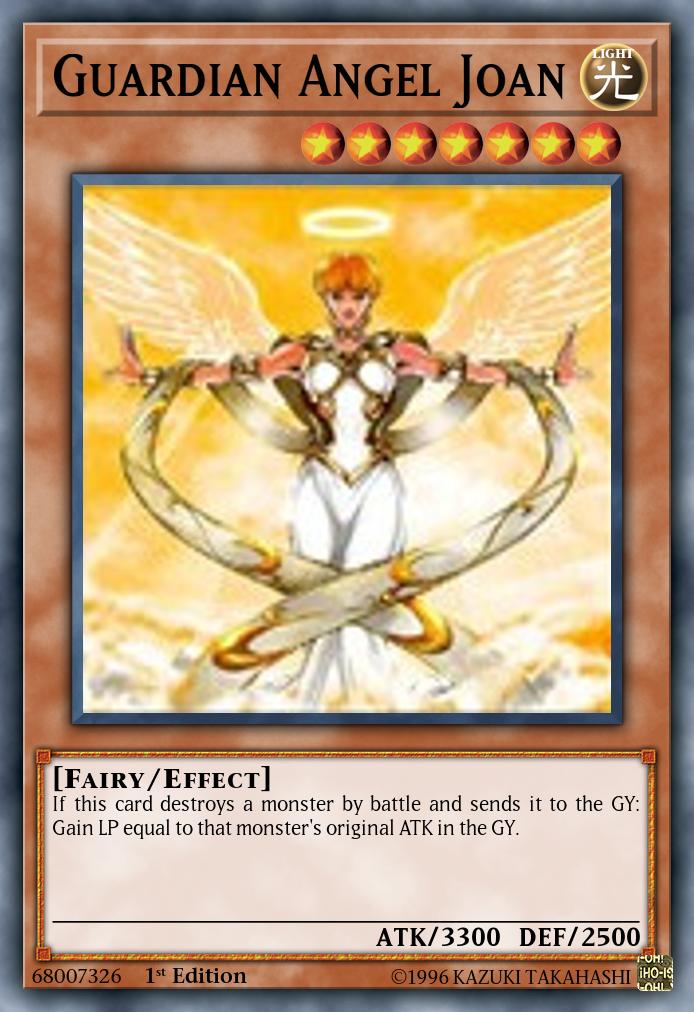 GUARDIAN ANGEL JOAN
LIGHT
光
[FAIRY/EFFECT]
If this card destroys a monster by battle and sends it to the GY:
Gain LP equal to that monster's original ATK in the GY.
ATK/3300 DEF/2500
68007326 1st Edition ©1996 KAZUKI TAKAHASHI